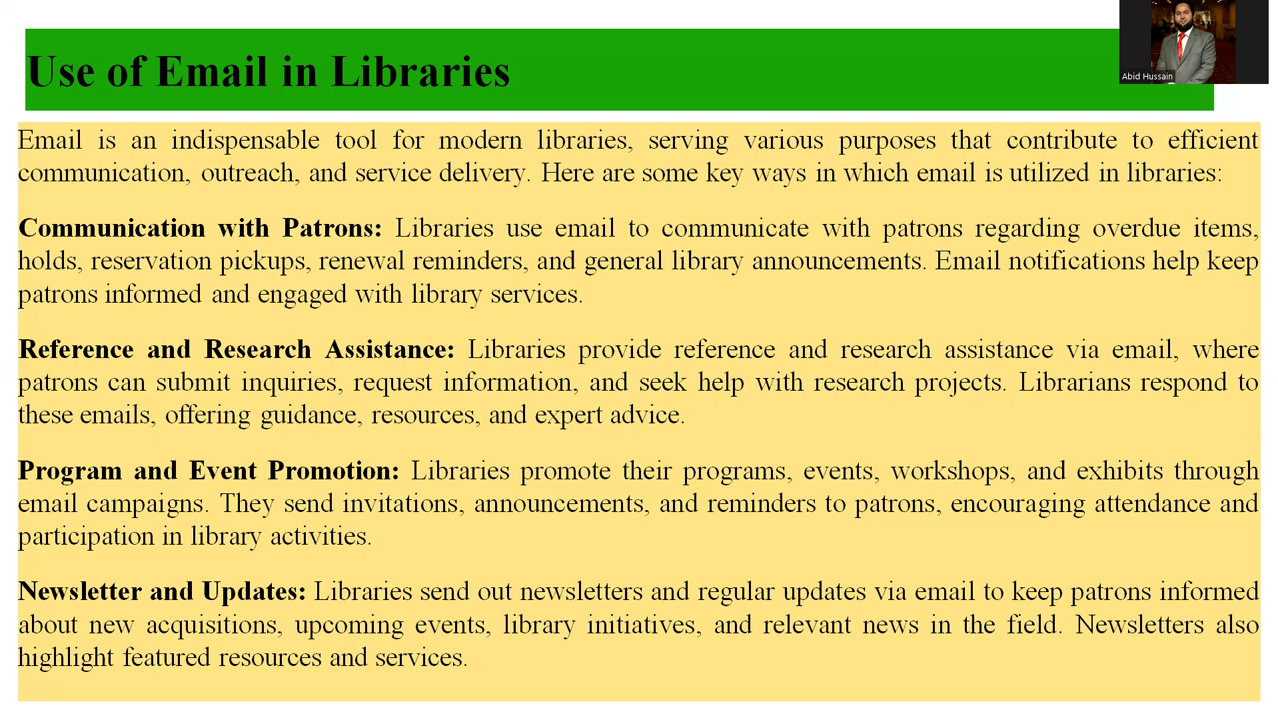 Use of Email in Libraries
Abid Hussain
Email is an indispensable tool for modern libraries, serving various purposes that contribute to efficient
communication, outreach, and service delivery. Here are some key ways in which email is utilized in libraries:
Communication with Patrons: Libraries use email to communicate with patrons regarding overdue items,
holds, reservation pickups, renewal reminders, and general library announcements. Email notifications help keep
patrons informed and engaged with library services.
Reference and Research Assistance: Libraries provide reference and research assistance via email, where
patrons can submit inquiries, request information, and seek help with research projects. Librarians respond to
these emails, offering guidance, resources, and expert advice.
Program and Event Promotion: Libraries promote their programs, events, workshops, and exhibits through
email campaigns. They send invitations, announcements, and reminders to patrons, encouraging attendance and
participation in library activities.
Newsletter and Updates: Libraries send out newsletters and regular updates via email to keep patrons informed
about new acquisitions, upcoming events, library initiatives, and relevant news in the field. Newsletters also
highlight featured resources and services.